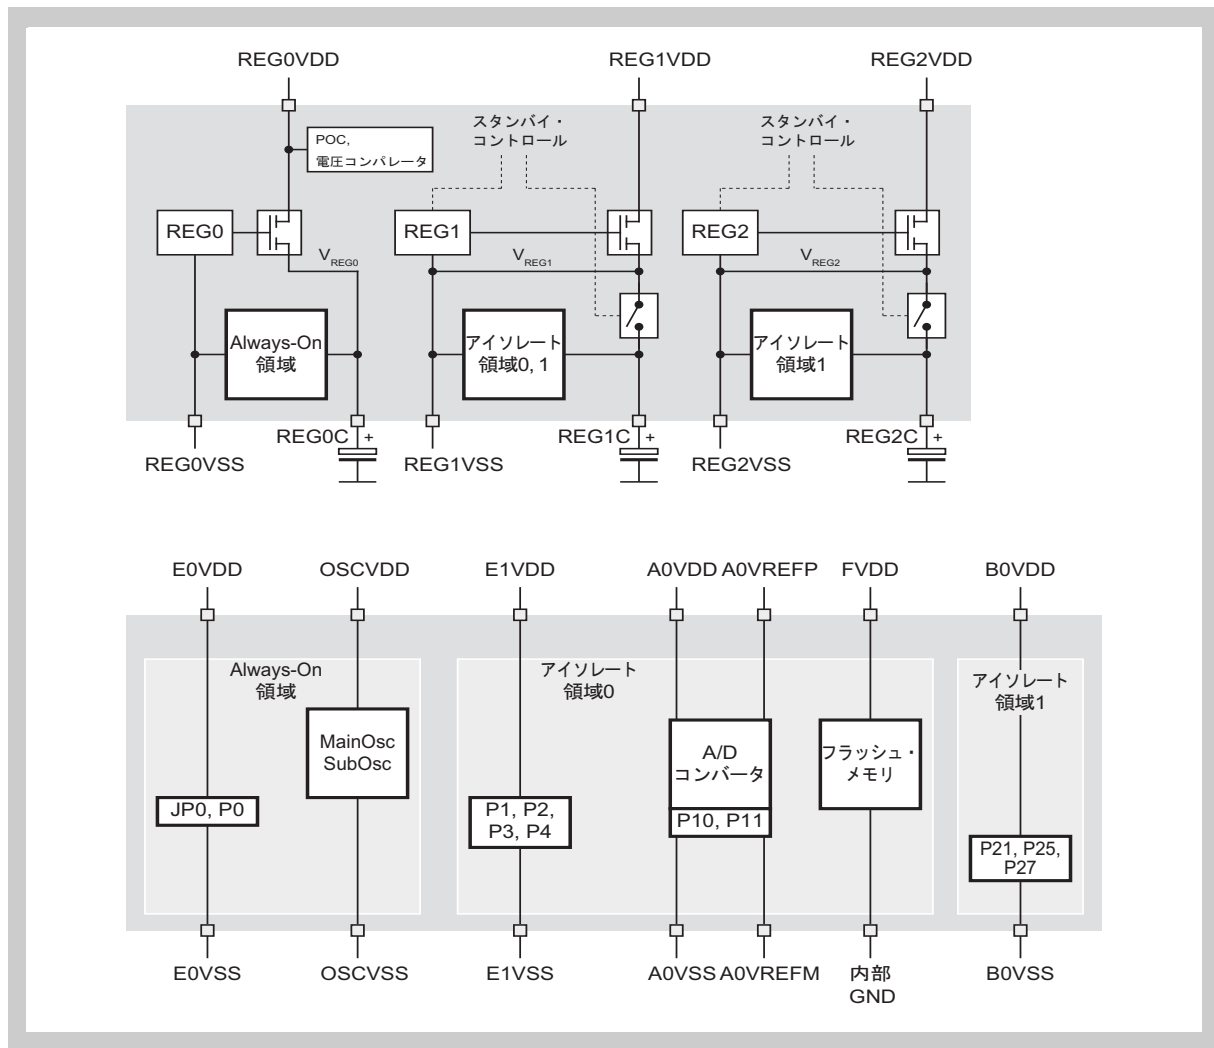 REG0VDD
REG1VDD
REG2VDD
POC,
電圧コンパレータ
スタンバイ・
コントロール
スタンバイ・
コントロール
REG0
REG1
REG2
VREG0
VREG1
VREG2
Always-On
領域
アイソレート
領域0, 1
アイソレート
領域1
REG0C +
REG1C +
REG2C +
REG0VSS
REG1VSS
REG2VSS
E0VDD
OSCVDD
E1VDD
A0VDD
A0VREFP
FVDD
B0VDD
Always-On
領域
アイソレート
領域0
アイソレート
領域1
MainOsc
SubOsc
A/D
コンバータ
フラッシュ・
メモリ
JP0, P0
P1, P2,
P3, P4
P10, P11
P21, P25,
P27
E0VSS
OSCVSS
E1VSS
A0VSS
A0VREFM
内部
GND
B0VSS